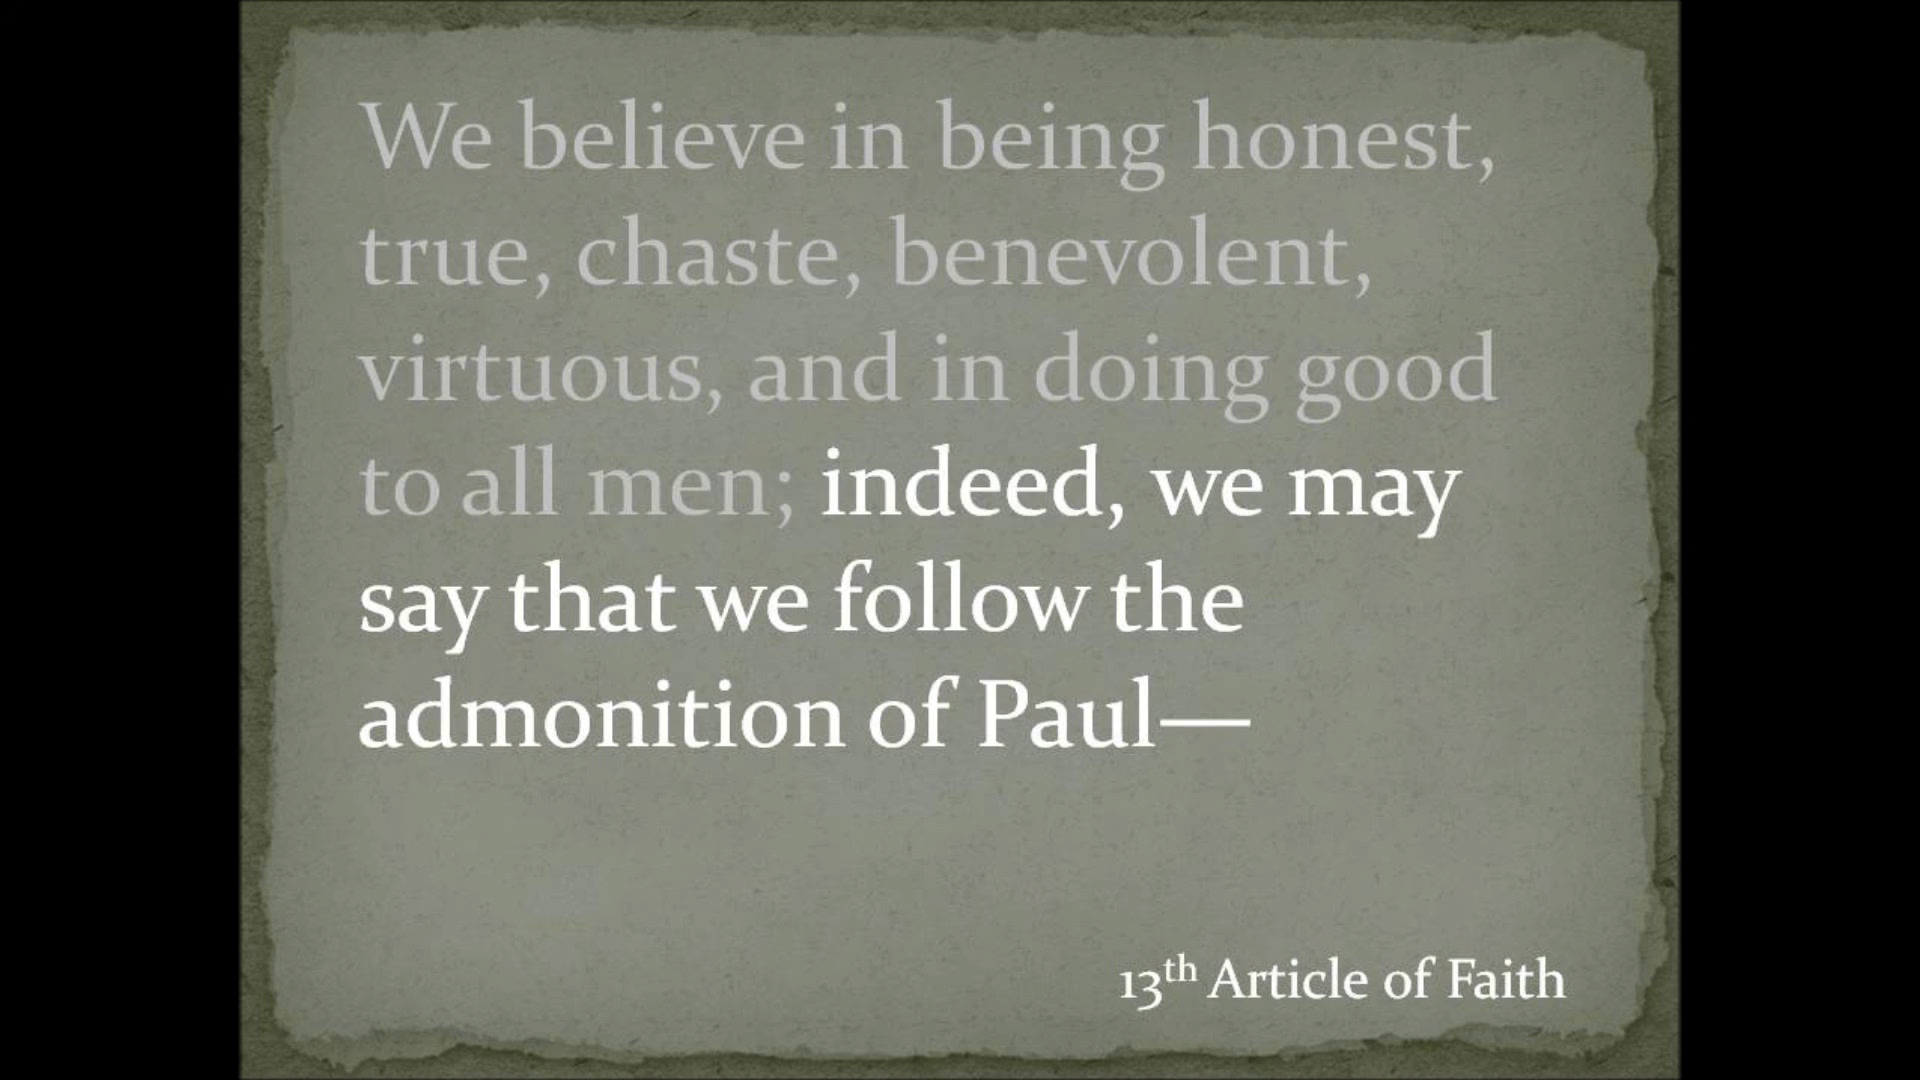 We believe in being honest,
true, chaste, benevolent,
virtuous, and in doing good
to all men; indeed, we may
say that we follow the
admonition of Paul—
13th Article of Faith